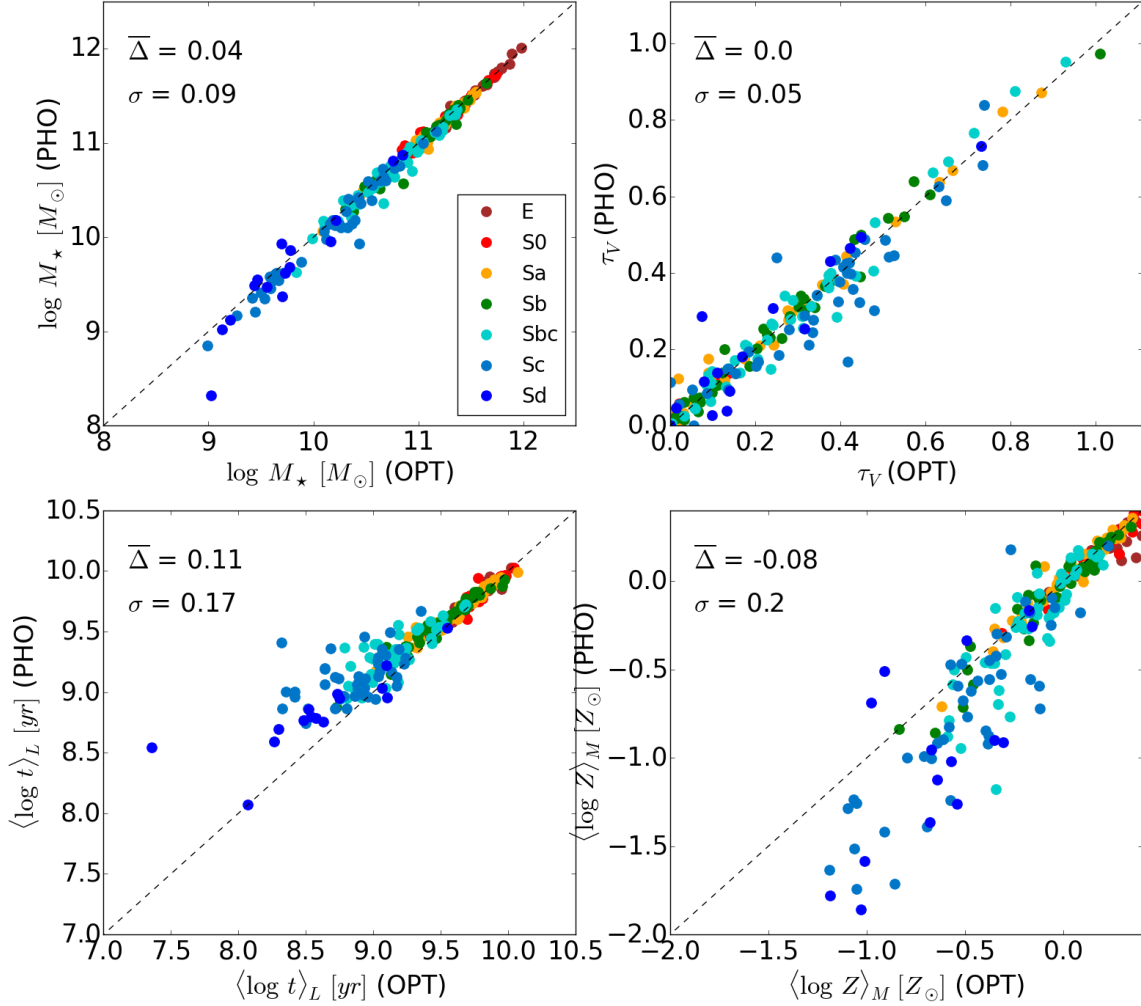 Δ̅ = 0.04
σ = 0.09
12
11
10
9
8
8
9
10
11
12
log M⋆ [M⊙] (PHO)
log M⋆ [M⊙] (OPT)
E
S0
Sa
Sb
Sbc
Sc
Sd
Δ̅ = 0.0
σ = 0.05
1.0
0.8
0.6
0.4
0.2
0.0
0.0
0.2
0.4
0.6
0.8
1.0
τV (PHO)
τV (OPT)
Δ̅ = 0.11
σ = 0.17
10.5
10.0
9.5
9.0
8.5
8.0
7.5
7.0
7.0
7.5
8.0
8.5
9.0
9.5
10.0
10.5
⟨log t⟩L [yr] (PHO)
⟨log t⟩L [yr] (OPT)
Δ̅ = -0.08
σ = 0.2
0.0
−0.5
−1.0
−1.5
−2.0
−2.0
−1.5
−1.0
−0.5
0.0
⟨log Z⟩M [Z⊙] (PHO)
⟨log Z⟩M [Z⊙] (OPT)